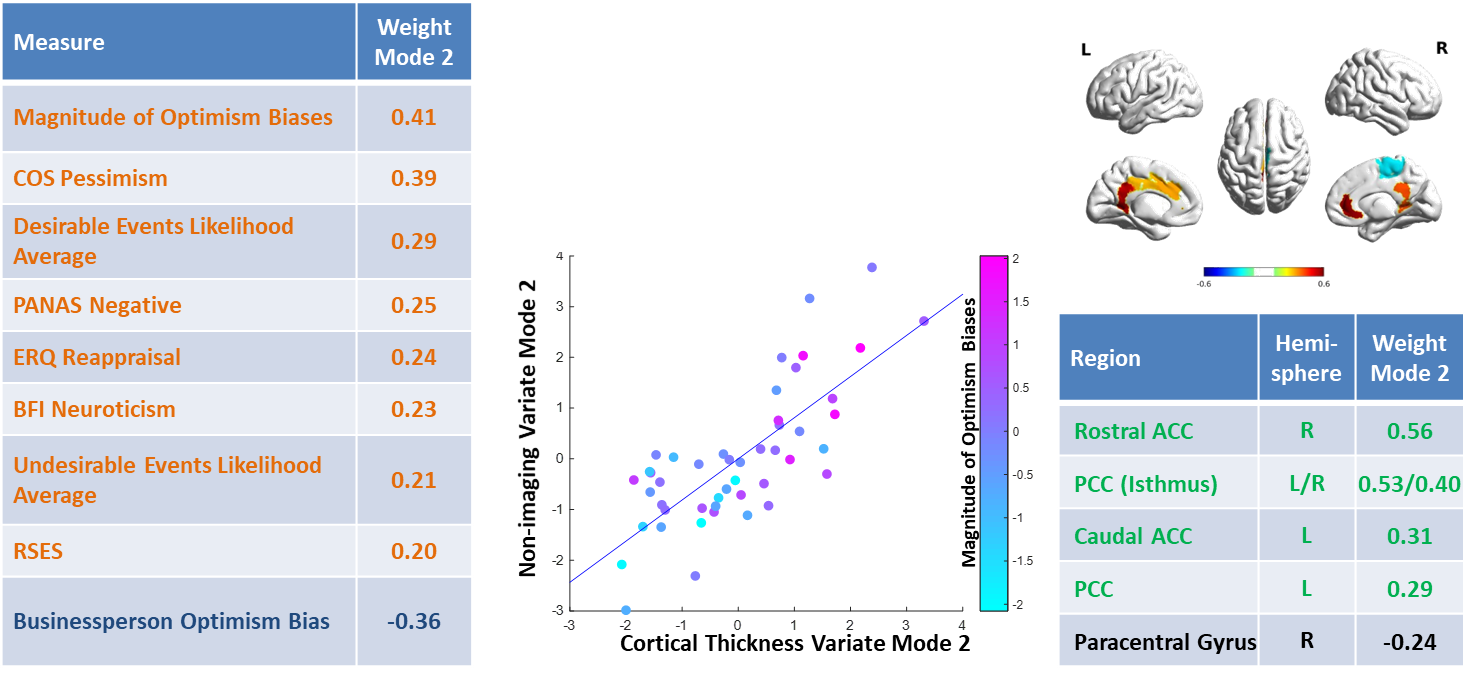 Measure
Weight
Mode 2
Magnitude of Optimism Biases
0.41
COS Pessimism
0.39
Desirable Events Likelihood
Average
0.29
PANAS Negative
0.25
ERQ Reappraisal
0.24
BFI Neuroticism
0.23
Undesirable Events Likelihood
Average
0.21
RSES
0.20
Businessperson Optimism Bias
-0.36
Non-imaging Variate Mode 2
4
3
2
1
0
-1
-2
-3
-3
-2
-1
0
1
2
3
4
Cortical Thickness Variate Mode 2
Magnitude of Optimism Biases
2
1.5
1
0.5
0
-0.5
-1
-1.5
-2
L
R
-0.6
0.6
Region
Hemi-
sphere
Weight
Mode 2
Rostral ACC
R
0.56
PCC (Isthmus)
L/R
0.53/0.40
Caudal ACC
L
0.31
PCC
L
0.29
Paracentral Gyrus
R
-0.24